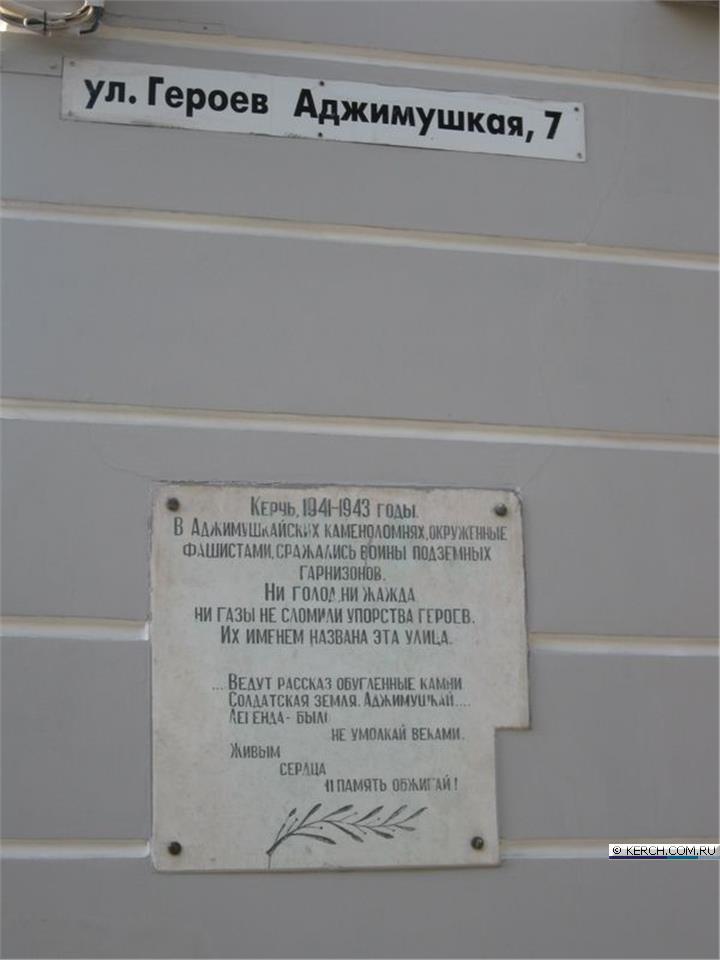 ул. Героев Аджимушкая, 7
Керчь, 1941-1943 годы.
В Аджимушкайских каменоломнях, окруженные
фашистами, сражались воины подземных
гарнизонов.
Ни голод, ни жажда
ни газы не сломили упорства героев.
Их именем названа эта улица.
...Ведут рассказ обугленные камни
Солдатская земля. Аджимушкай....
Легенда - быль
не умолкай веками.
Живым
сердца
и память обжигай!
© KERCH.COM.RU